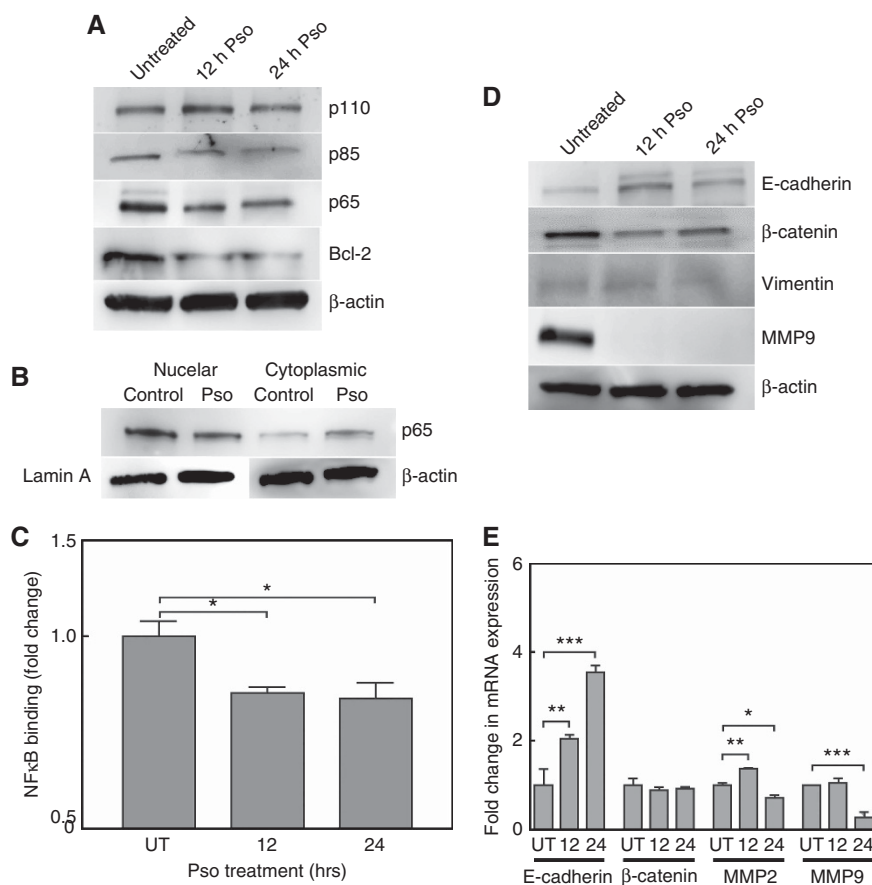 A
Untreated
12 h Pso
24 h Pso
p110
p85
p65
Bcl-2
β-actin
B
Nucelar Cytoplasmic
Control Pso Control Pso
p65
Lamin A
β-actin
C
NFκB binding (fold change)
1.5
1.0
0.5
0
* *
UT 12 24
Pso treatment (hrs)
D
Untreated
12 h Pso
24 h Pso
E-cadherin
β-catenin
Vimentin
MMP9
β-actin
E
Fold change in mRNA expression
6
4
2
0
** *** ** * ***
UT 12 24 UT 12 24 UT 12 24 UT 12 24
E-cadherin β-catenin MMP2 MMP9